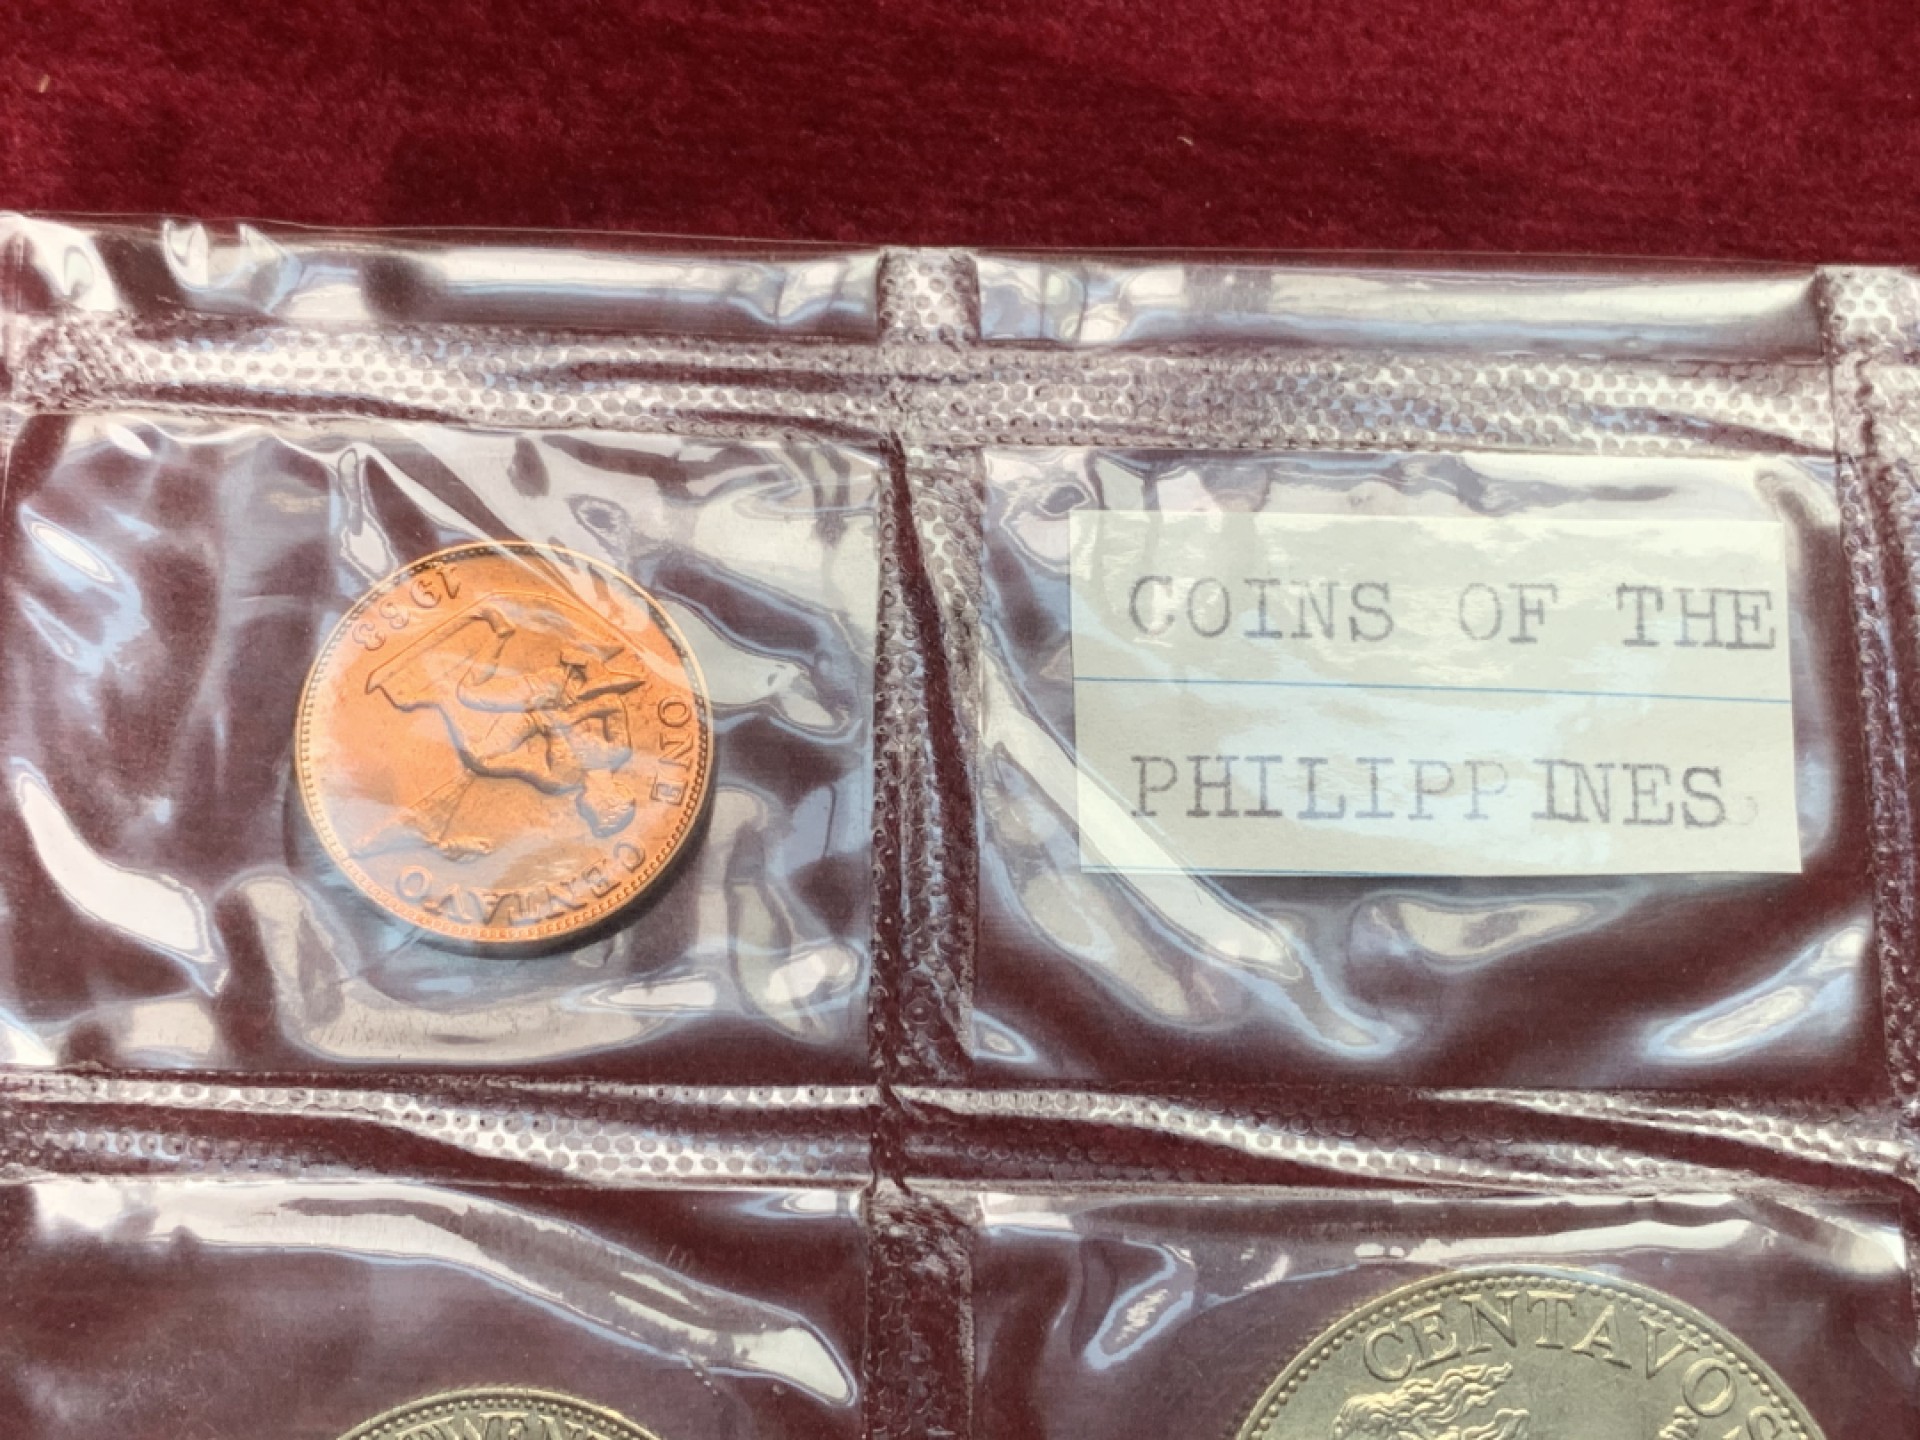 1963
ONE CENTAVO
COINS OF THE
PHILIPPINES
CENTAVOS